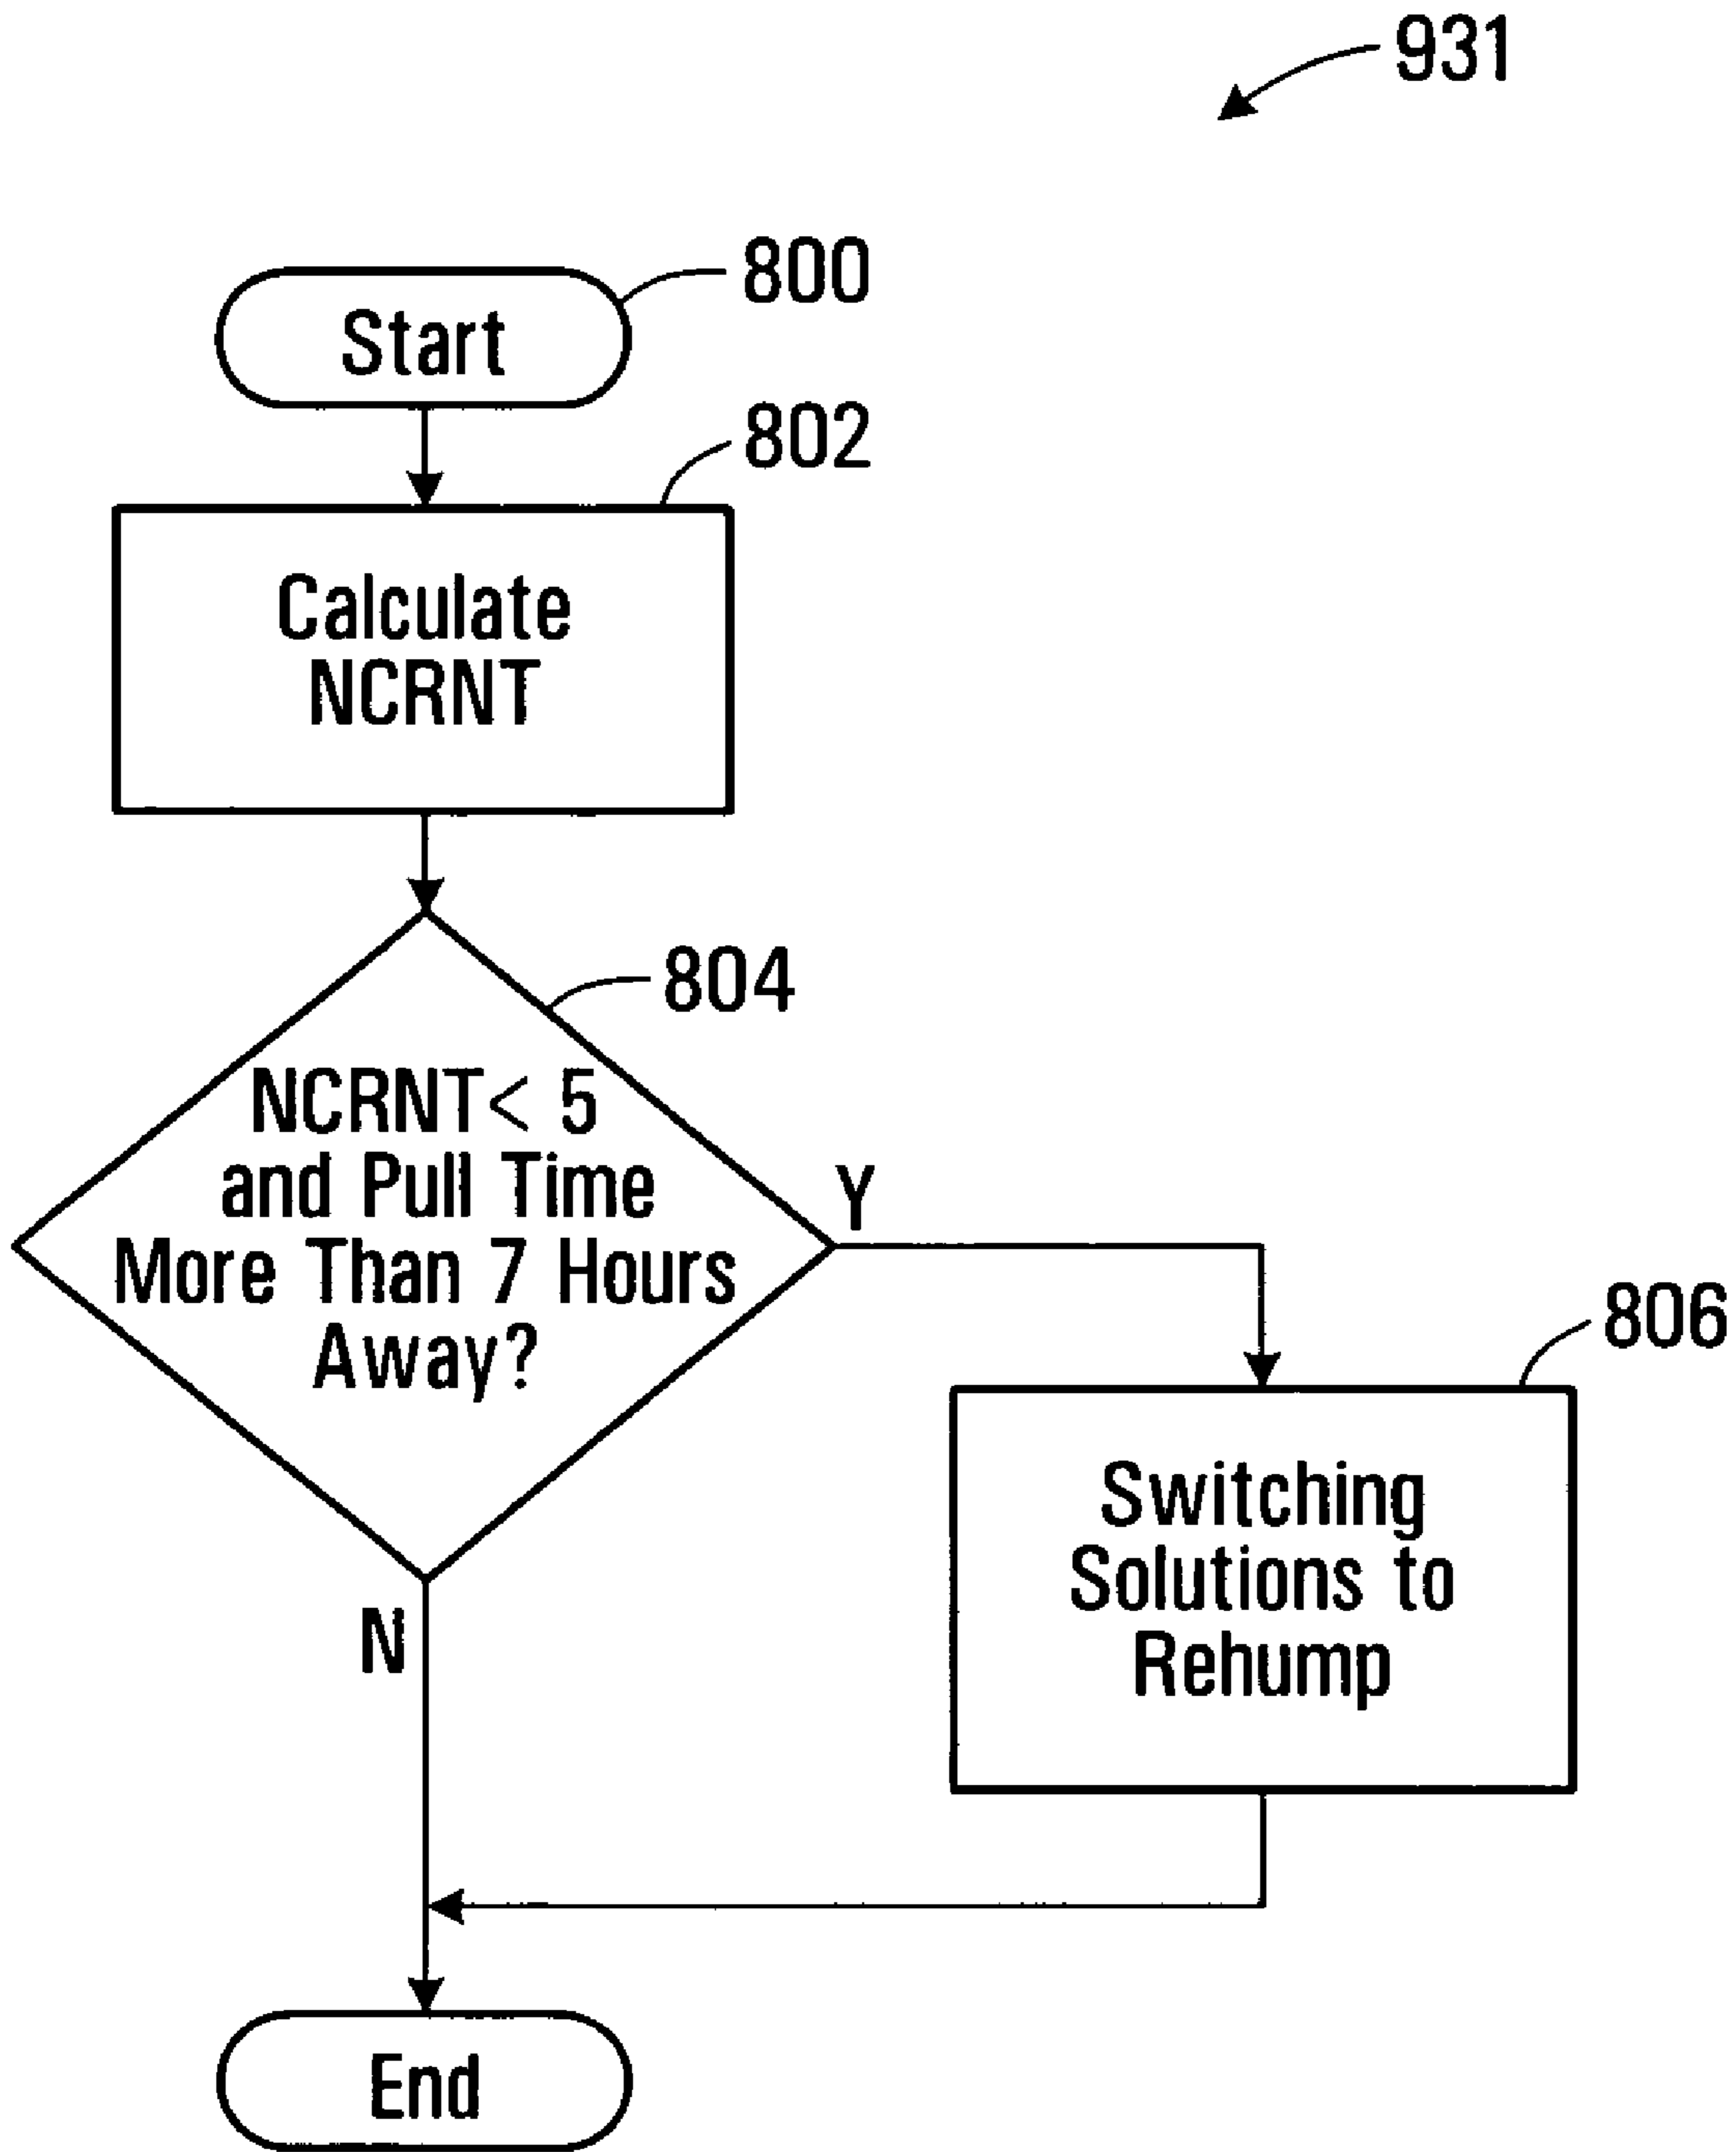 931
800
Start
802
Calculate
NCRNT
804
NCRNT< 5
and Pull Time
More Than 7 Hours
Away?
Y
806
Switching
Solutions to
Rehump
N
End